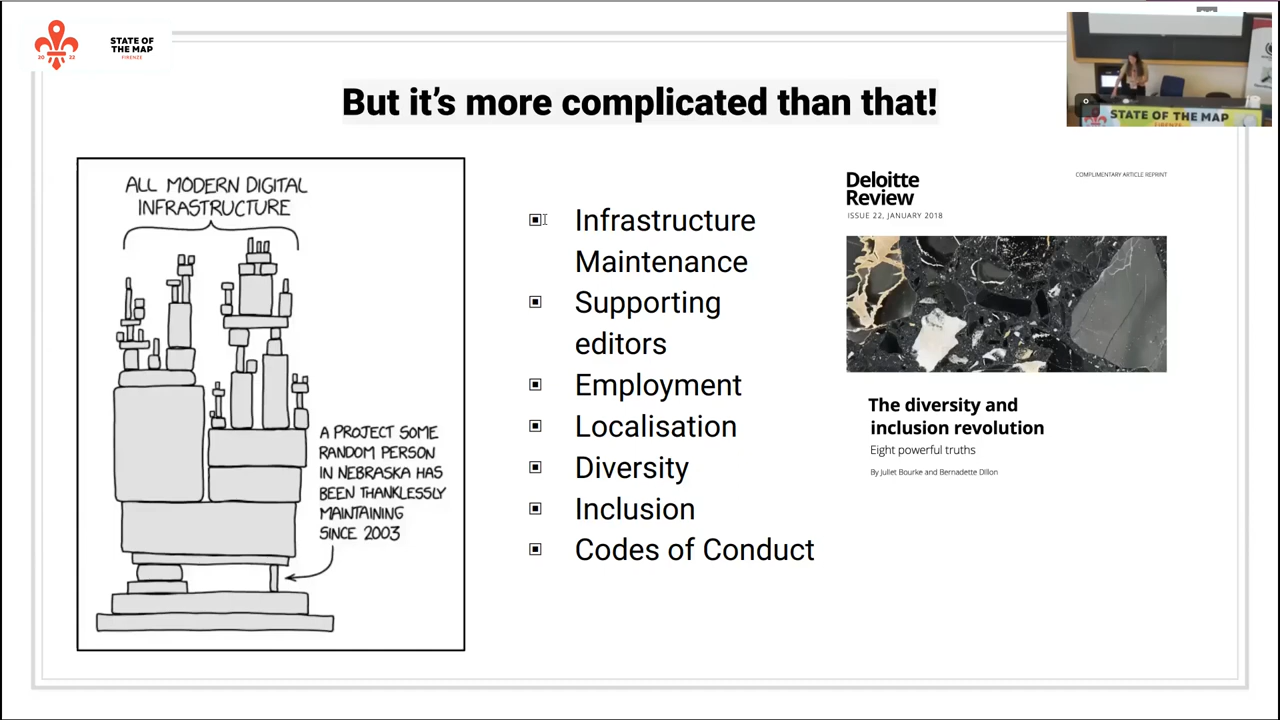 20 22
STATE OF
THE MAP
FIRENZE
But it's more complicated than that!
STATE OF THE MAP
FIRENZE
ALL MODERN DIGITAL
INFRASTRUCTURE
A PROJECT SOME
RANDOM PERSON
IN NEBRASKA HAS
BEEN THANKLESSLY
MAINTAINING
SINCE 2003
Infrastructure
Maintenance
Supporting
editors
Employment
Localisation
Diversity
Inclusion
Codes of Conduct
Deloitte
Review
COMPLIMENTARY ARTICLE REPRINT
ISSUE 22, JANUARY 2018
The diversity and
inclusion revolution
Eight powerful truths
By Juliet Bourke and Bernadette Dillon